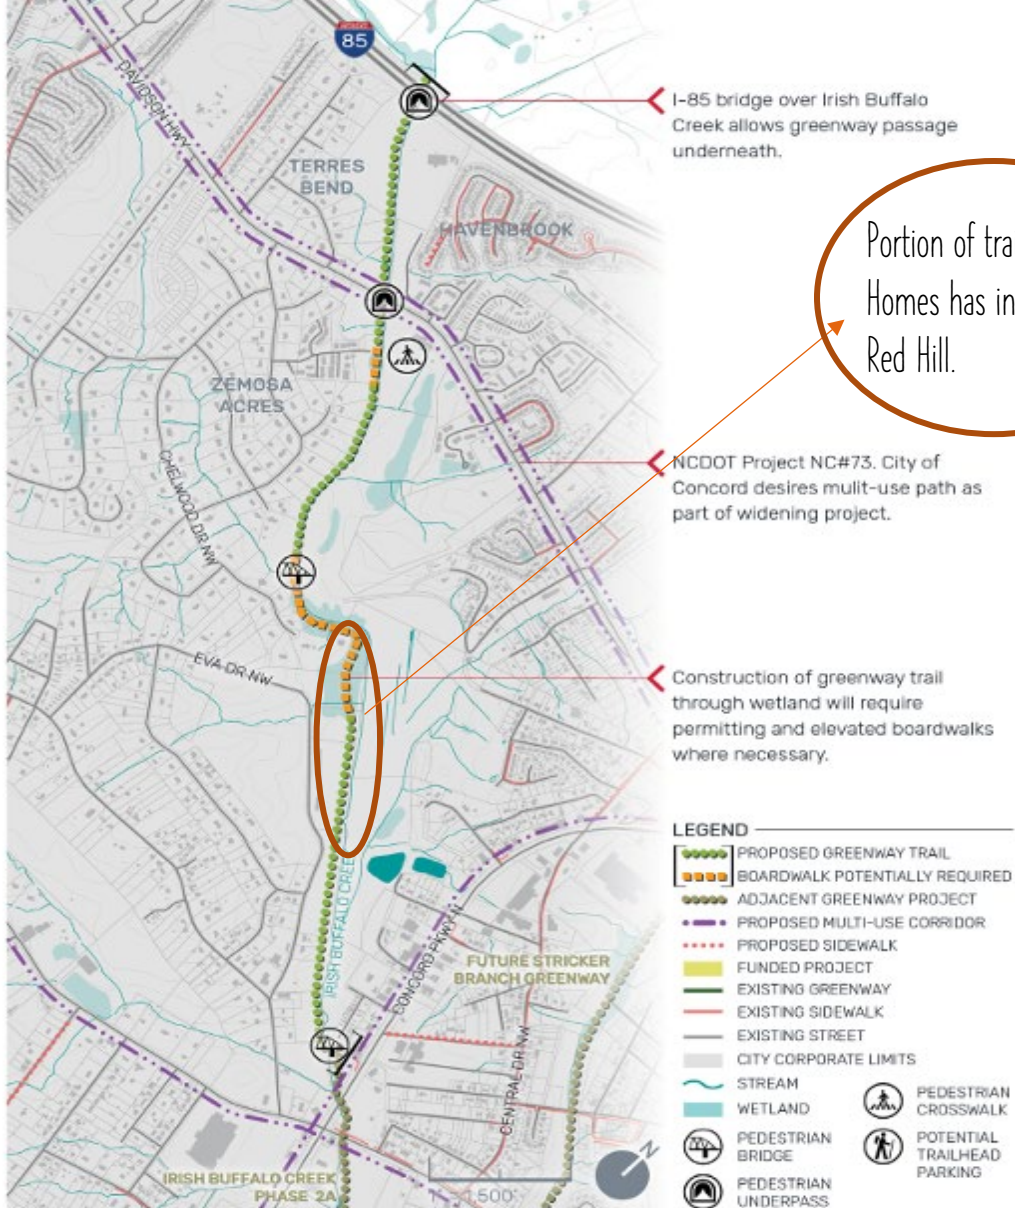 INTERSTATE
85
DAVIDSON HWY
I-85 bridge over Irish Buffalo
Creek allows greenway passage
underneath.
TERRES
BEND
HAVENBROOK
Portion of tra
Homes has in
Red Hill.
ZEMOSA
ACRES
CHELWOOD DR NW
NCDOT Project NC#73. City of
Concord desires mulit-use path as
part of widening project.
EVA DR NW
Construction of greenway trail
through wetland will require
permitting and elevated boardwalks
where necessary.
IRISH BUFFALO CREEK
CONCORD PKWY N
FUTURE STRICKER
BRANCH GREENWAY
CENTRAL DR NW
IRISH BUFFALO CREEK
PHASE 2A
1" = 1,500'
N
LEGEND
PROPOSED GREENWAY TRAIL
BOARDWALK POTENTIALLY REQUIRED
ADJACENT GREENWAY PROJECT
PROPOSED MULTI-USE CORRIDOR
PROPOSED SIDEWALK
FUNDED PROJECT
EXISTING GREENWAY
EXISTING SIDEWALK
EXISTING STREET
CITY CORPORATE LIMITS
STREAM
WETLAND
PEDESTRIAN
BRIDGE
PEDESTRIAN
UNDERPASS
PEDESTRIAN
CROSSWALK
POTENTIAL
TRAILHEAD
PARKING